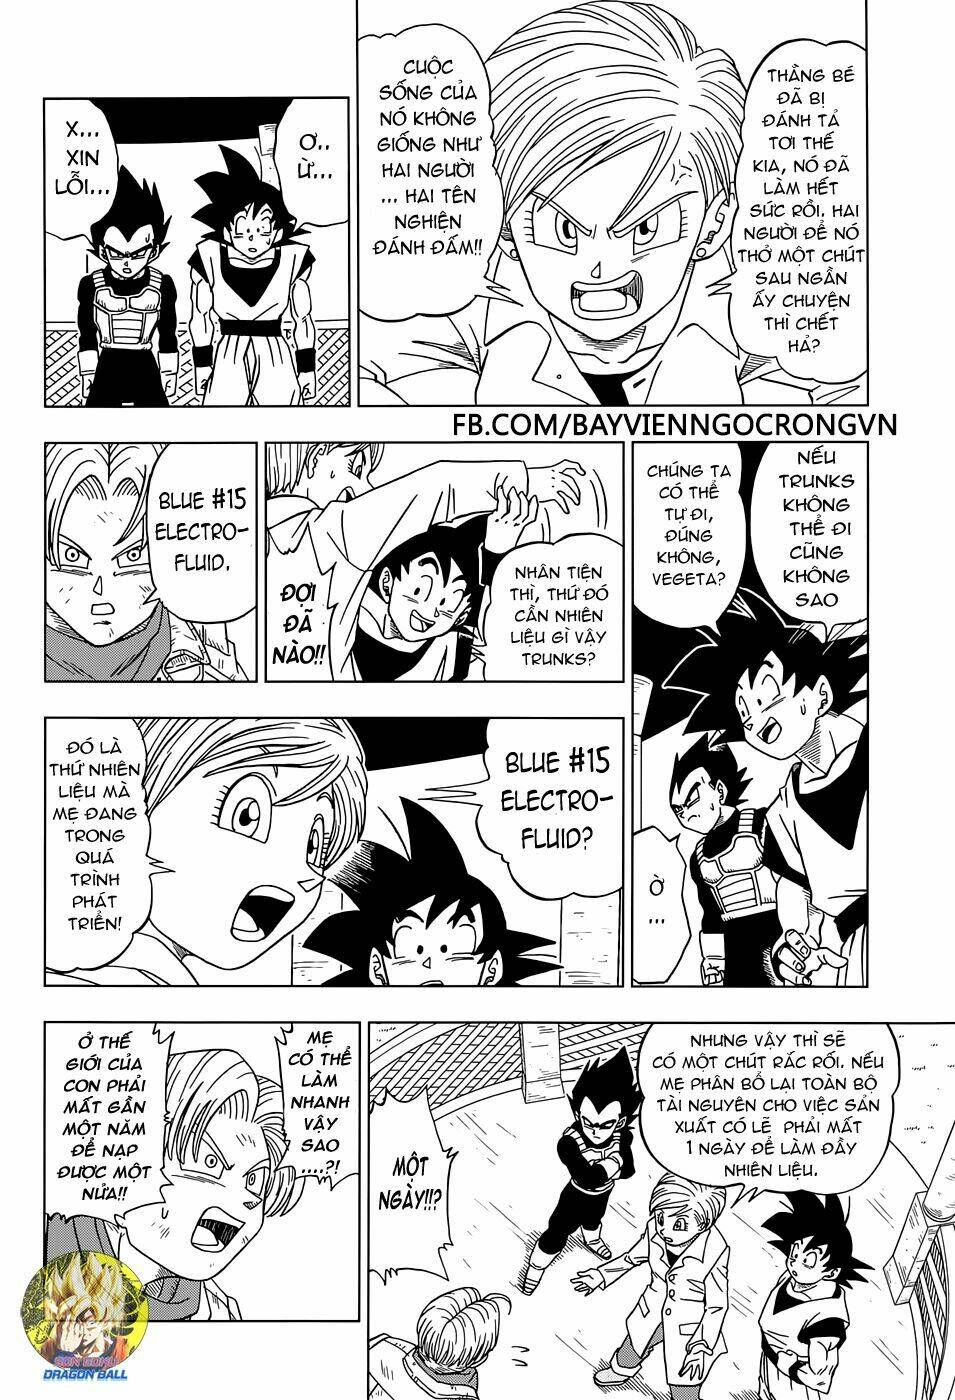 THẰNG BÉ
ĐÃ BỊ
ĐÁNH TẢ
TƠI THẾ
KIA, NÓ ĐÃ
LÀM HẾT
SỨC RỒI. HAI
NGƯỜI ĐỂ NÓ
THỞ MỘT CHÚT
SAU NGẦN
ẤY CHUYỆN
THÌ CHẾT
HẢ?
CUỘC
SỐNG CỦA
NÓ KHÔNG
GIỐNG NHƯ
HAI NGƯỜI
... HAI TÊN
NGHIỆN
ĐÁNH ĐẤM!!
Ơ..
Ừ...
X...
XIN
LỖI...
FB.COM/BAYVIENNGOCRONGVN
NẾU
TRUNKS
KHÔNG
THỂ ĐI
CŨNG
KHÔNG
SAO
CHÚNG TA
CÓ THỂ
TỰ ĐI,
ĐÚNG
KHÔNG,
VEGETA?
Ờ
...
NHÂN TIỆN
THÌ, THỨ ĐÓ
CẦN NHIÊN
LIỆU GÌ VẬY
TRUNKS?
ĐỢI
ĐÃ
NÀO!!
BLUE #15
ELECTRO-
FLUID.
BLUE #15
ELECTRO-
FLUID?
ĐÓ LÀ
THỨ NHIÊN
LIỆU MÀ
MẸ ĐANG
TRONG
QUÁ
TRÌNH
PHÁT
TRIỂN!
NHƯNG VẬY THÌ SẼ
CÓ MỘT CHÚT RẮC RỐI. NẾU
MẸ PHÂN BỔ LẠI TOÀN BỘ
TÀI NGUYÊN CHO VIỆC SẢN
XUẤT CÓ LẼ PHẢI MẤT
1 NGÀY ĐỂ LÀM ĐẦY
NHIÊN LIỆU.
MỘT
NGÀY!!?
MẸ
CÓ THỂ
LÀM
NHANH
VẬY SAO
....?!
Ở THẾ
GIỚI CỦA
CON PHẢI
MẤT GẦN
MỘT NĂM
ĐỂ NẠP
ĐƯỢC MỘT
NỬA!!
SON GOKU
DRAGON BALL